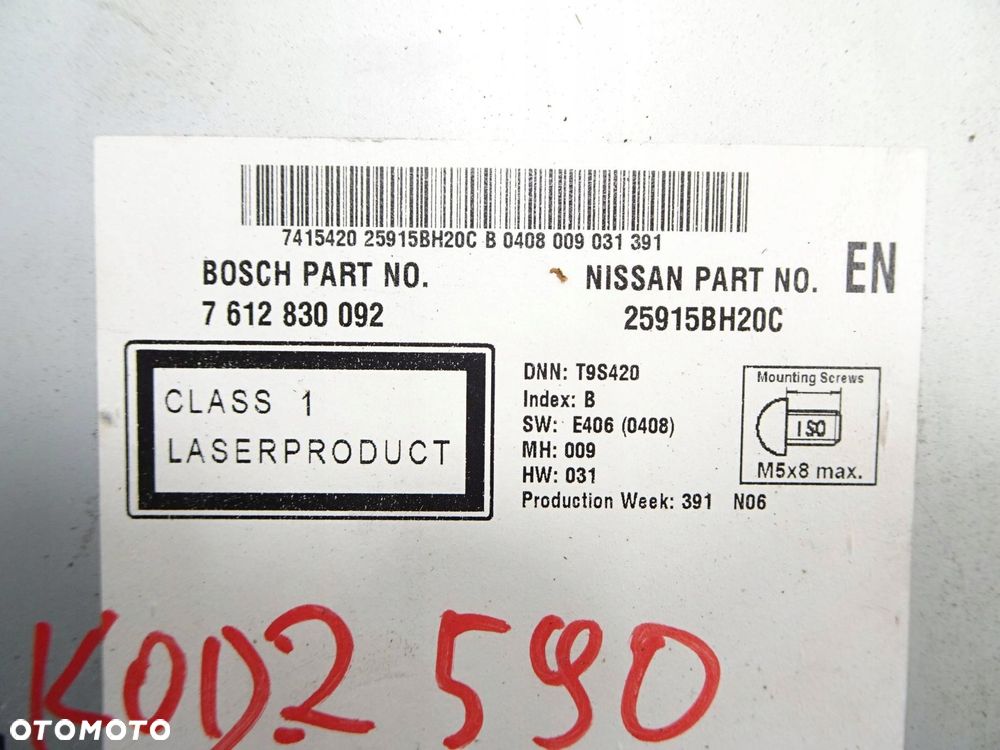 7415420 25915BH20C B 0408 009 031 391
EN
BOSCH PART NO.
7 612 830 092
NISSAN PART NO.
25915BH20C
CLASS 1
LASERPRODUCT
DNN: T9S420
Index: B
SW: E406 (0408)
MH: 009
HW: 031
Production Week: 391 N06
Mounting Screws
ISO
M5x8 max.
KOD 2590
OTOMOTO